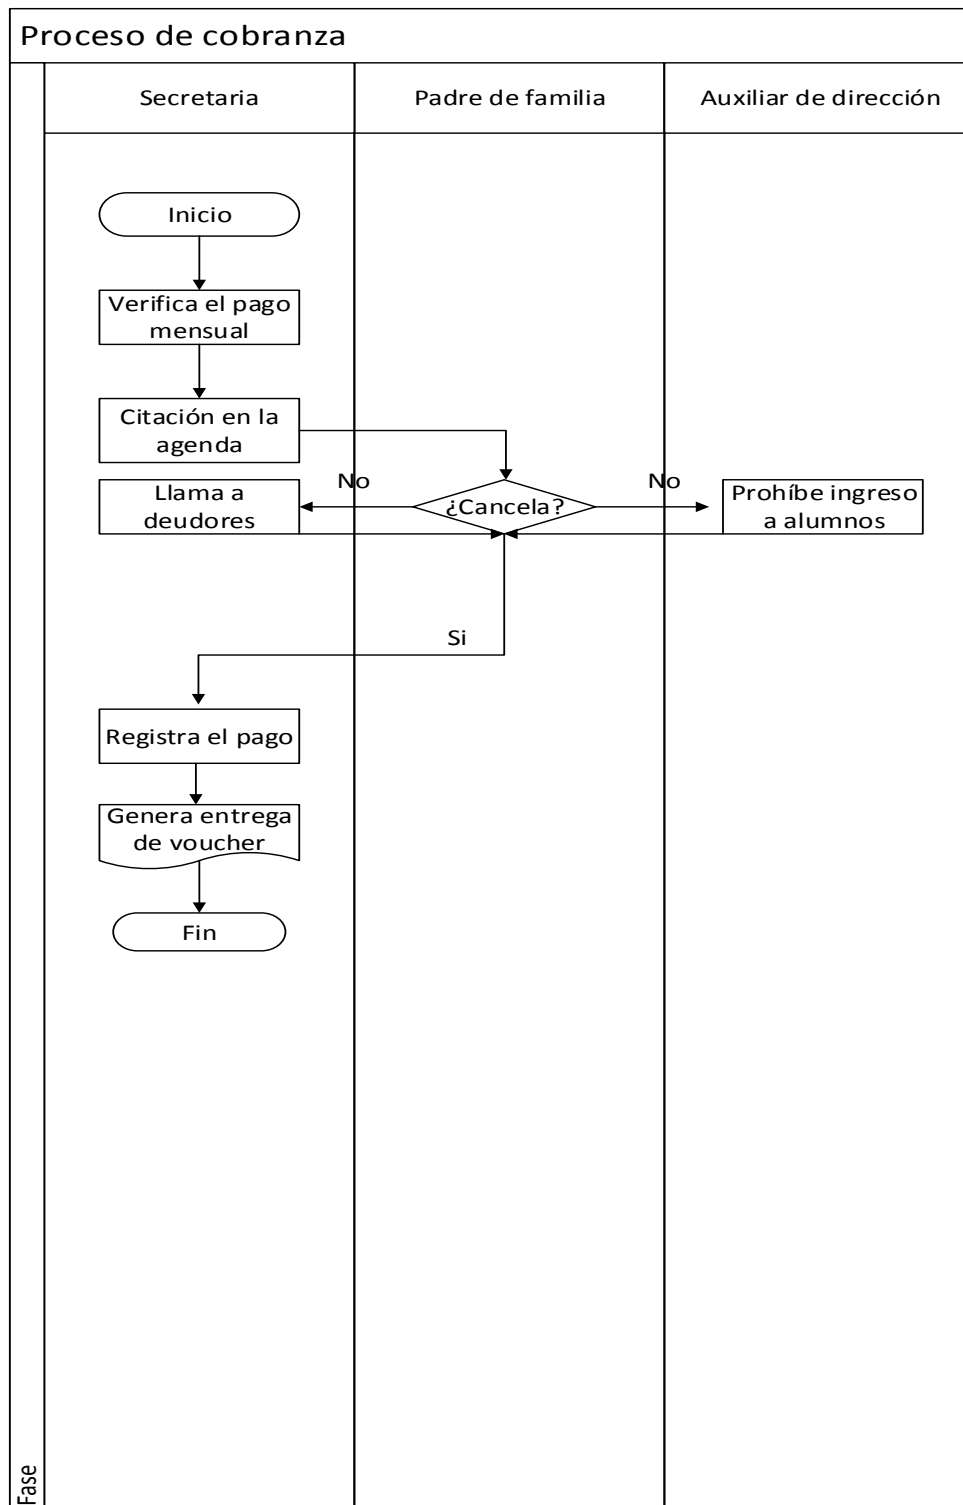 Proceso de cobranza
Secretaria
Padre de familia
Auxiliar de dirección
Inicio
Verifica el pago
mensual
Citación en la
agenda
No
No
Llama a
deudores
¿Cancela?
Prohíbe ingreso
a alumnos
Si
Registra el pago
Genera entrega
de voucher
Fin
Fase